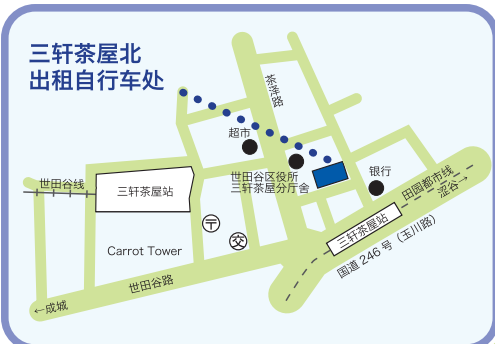 三轩茶屋北
出租自行车处
茶泽路
超市
世田谷区役所
三轩茶屋分厅舍
银行
世田谷线
三轩茶屋站
田园都市线
涩谷→
三轩茶屋站
国道 246 号（玉川路）
〒
交
Carrot Tower
世田谷路
←成城